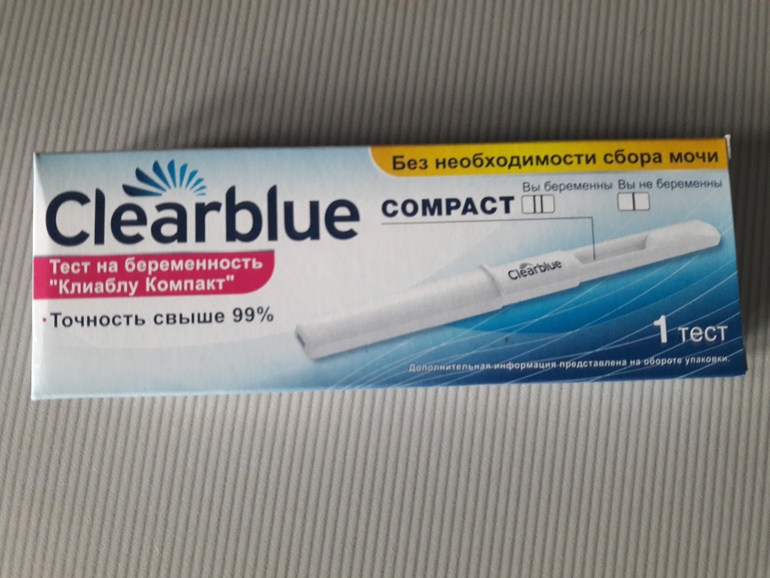 Без необходимости сбора мочи
Clearblue
COMPACT
Вы беременны
Вы не беременны
Тест на беременность
"Клиаблу Компакт"
Clearblue
· Точность свыше 99%
1 тест
Дополнительная информация представлена на обороте упаковки.